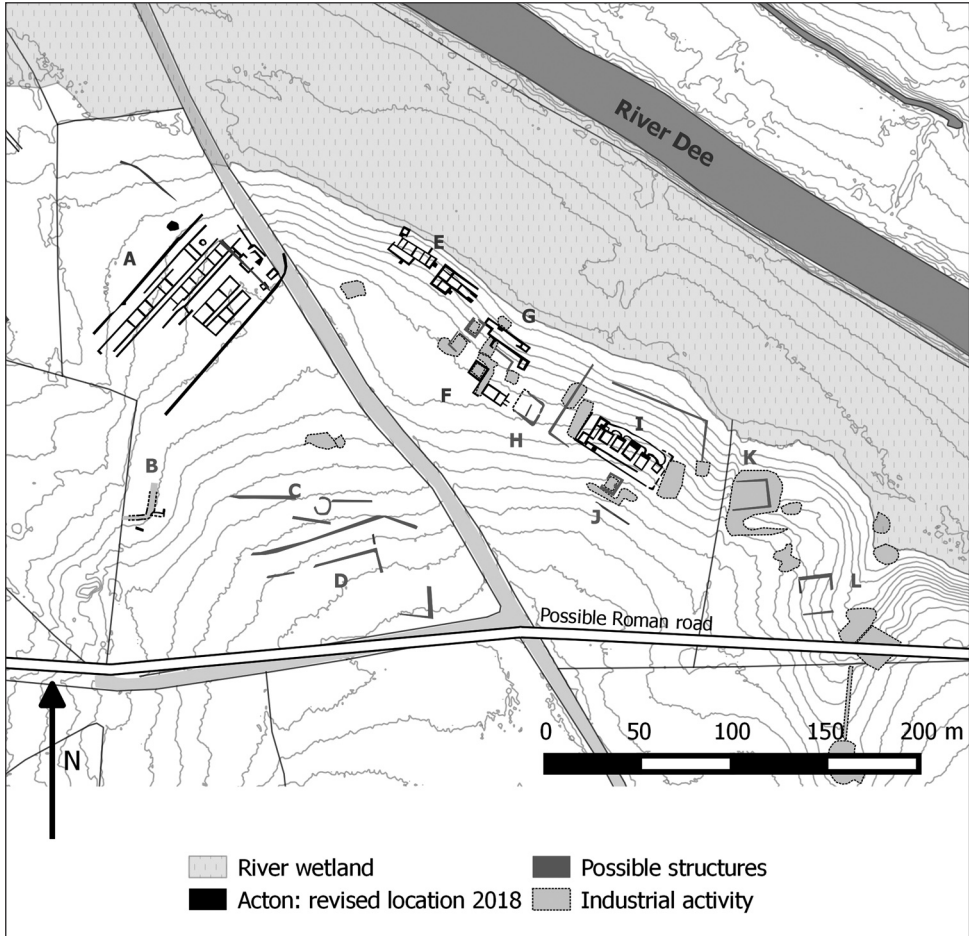 River Dee
A
E
G
F
H
I
J
K
L
B
C
D
Possible Roman road
0 50 100 150 200 m
N
River wetland
Possible structures
Acton: revised location 2018
Industrial activity